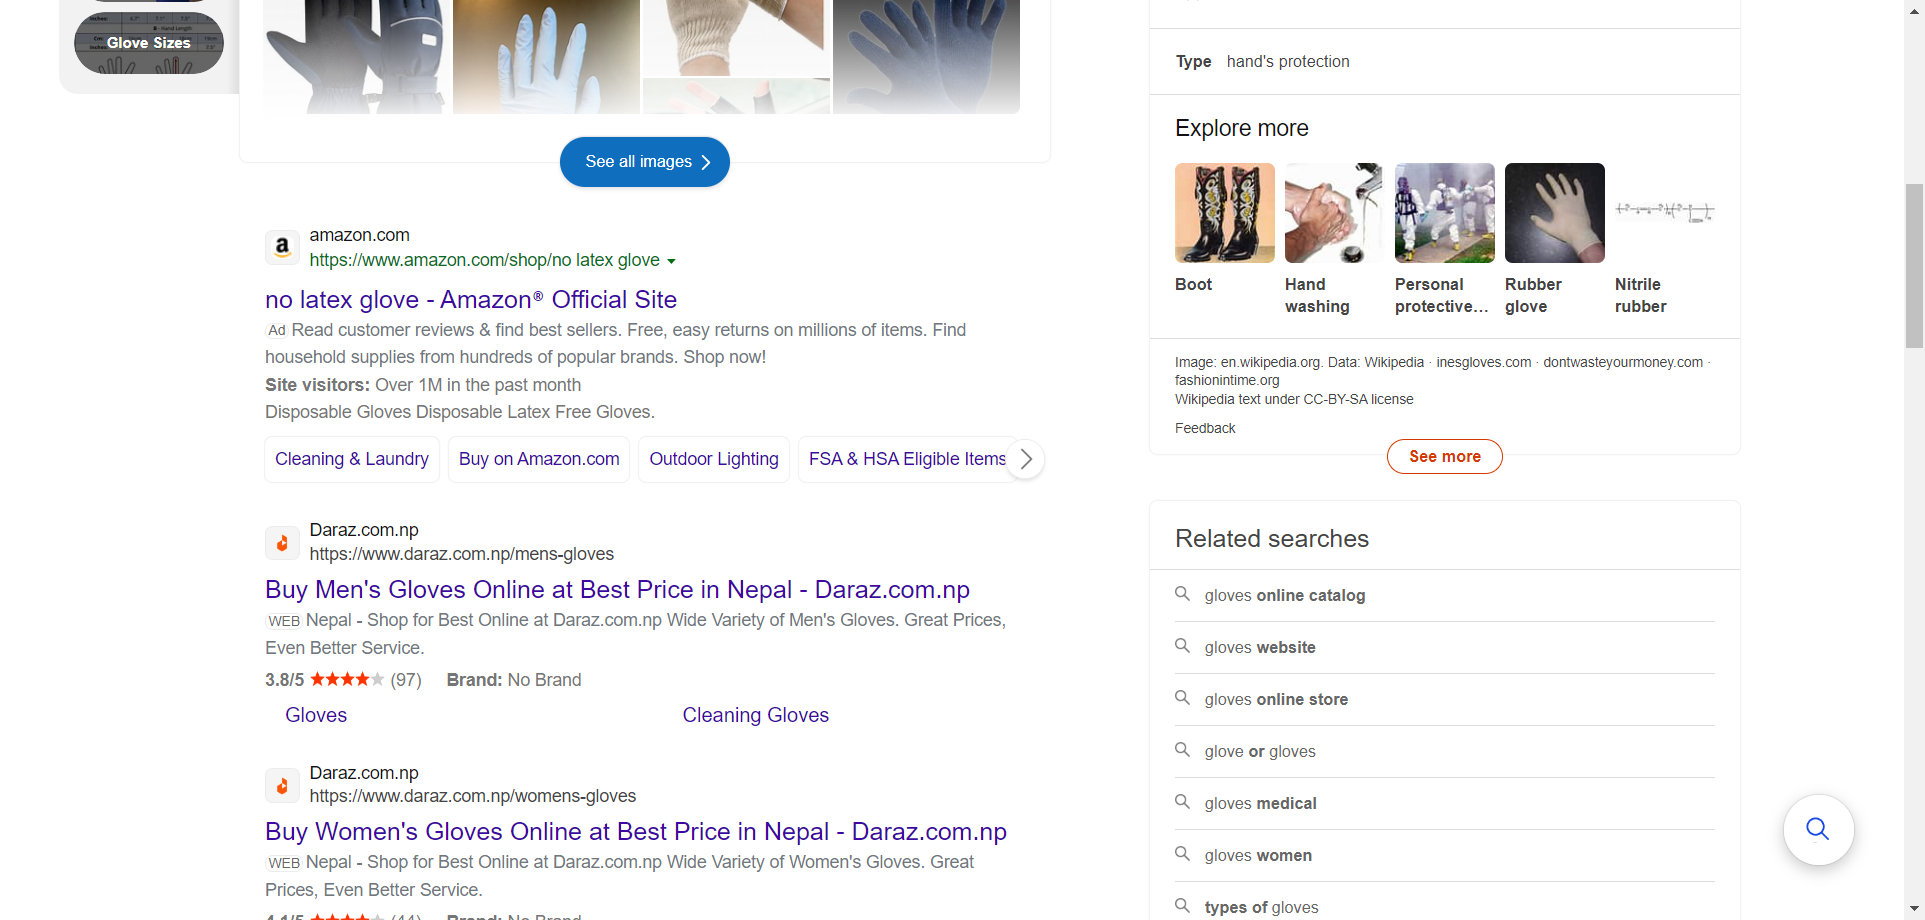 Glove Sizes
See all images
amazon.com
https://www.amazon.com/shop/no latex glove
no latex glove - Amazon® Official Site
Ad Read customer reviews & find best sellers. Free, easy returns on millions of items. Find
household supplies from hundreds of popular brands. Shop now!
Site visitors: Over 1M in the past month
Disposable Gloves Disposable Latex Free Gloves.
Cleaning & Laundry
Buy on Amazon.com
Outdoor Lighting
FSA & HSA Eligible Items
Daraz.com.np
https://www.daraz.com.np/mens-gloves
Buy Men's Gloves Online at Best Price in Nepal - Daraz.com.np
WEB Nepal - Shop for Best Online at Daraz.com.np Wide Variety of Men's Gloves. Great Prices,
Even Better Service.
3.8/5 (97) Brand: No Brand
Gloves
Cleaning Gloves
Daraz.com.np
https://www.daraz.com.np/womens-gloves
Buy Women's Gloves Online at Best Price in Nepal - Daraz.com.np
WEB Nepal - Shop for Best Online at Daraz.com.np Wide Variety of Women's Gloves. Great
Prices, Even Better Service.
4.1/5 (44) Brand: No Brand
Type hand's protection
Explore more
Boot
Hand
washing
Personal
protective...
Rubber
glove
Nitrile
rubber
Image: en.wikipedia.org. Data: Wikipedia · inesgloves.com · dontwasteyourmoney.com ·
fashionintime.org
Wikipedia text under CC-BY-SA license
Feedback
See more
Related searches
gloves online catalog
gloves website
gloves online store
glove or gloves
gloves medical
gloves women
types of gloves